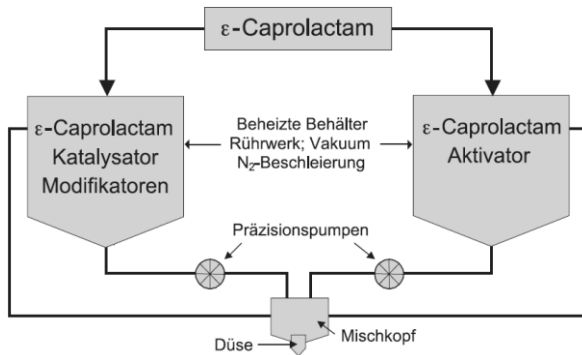 ε-Caprolactam
ε-Caprolactam
Katalysator
Modifikatoren
Beheizte Behälter
Rührwerk; Vakuum
N₂-Beschleierung
ε-Caprolactam
Aktivator
Präzisionspumpen
Mischkopf
Düse